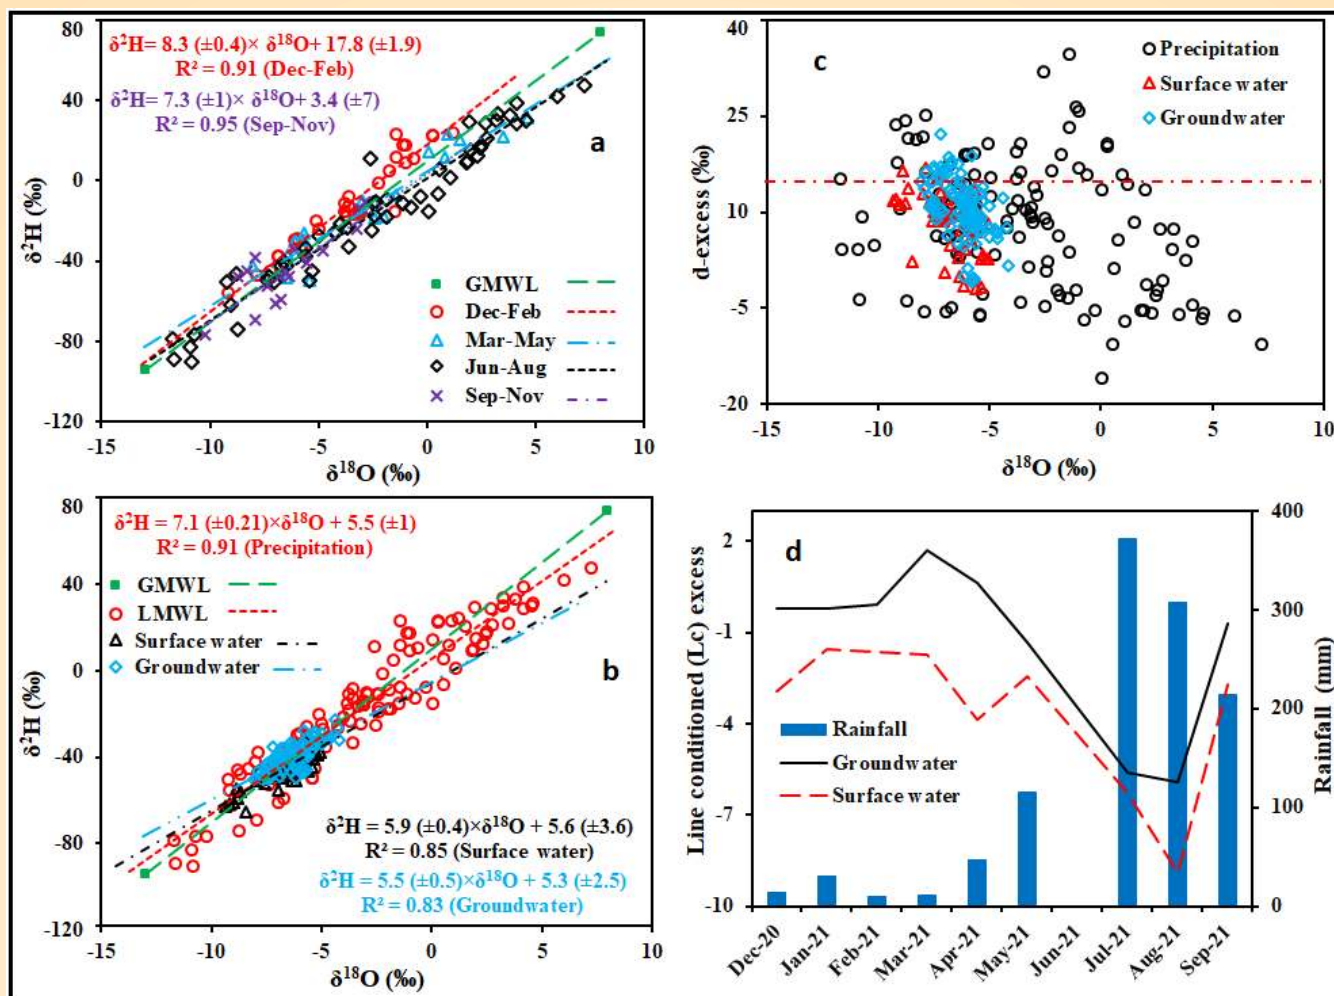 δ²H= 8.3 (±0.4)× δ¹⁸O+ 17.8 (±1.9)
R² = 0.91 (Dec-Feb)
δ²H= 7.3 (±1)× δ¹⁸O+ 3.4 (±7)
R² = 0.95 (Sep-Nov)
a
GMWL
Dec-Feb
Mar-May
Jun-Aug
Sep-Nov
80
40
0
-40
-80
-120
δ²H (‰)
-15 -10 -5 0 5 10
δ¹⁸O (‰)
c
Precipitation
Surface water
Groundwater
40
25
10
-5
-20
d-excess (‰)
-15 -10 -5 0 5 10
δ¹⁸O (‰)
δ²H = 7.1 (±0.21)×δ¹⁸O + 5.5 (±1)
R² = 0.91 (Precipitation)
GMWL
LMWL
Surface water
Groundwater
b
δ²H = 5.9 (±0.4)×δ¹⁸O + 5.6 (±3.6)
R² = 0.85 (Surface water)
δ²H = 5.5 (±0.5)×δ¹⁸O + 5.3 (±2.5)
R² = 0.83 (Groundwater)
80
40
0
-40
-80
-120
δ²H (‰)
-15 -10 -5 0 5 10
δ¹⁸O (‰)
d
Rainfall
Groundwater
Surface water
2
-1
-4
-7
-10
Line conditioned (Lc) excess
400
300
200
100
0
Rainfall (mm)
Dec-20 Jan-21 Feb-21 Mar-21 Apr-21 May-21 Jun-21 Jul-21 Aug-21 Sep-21